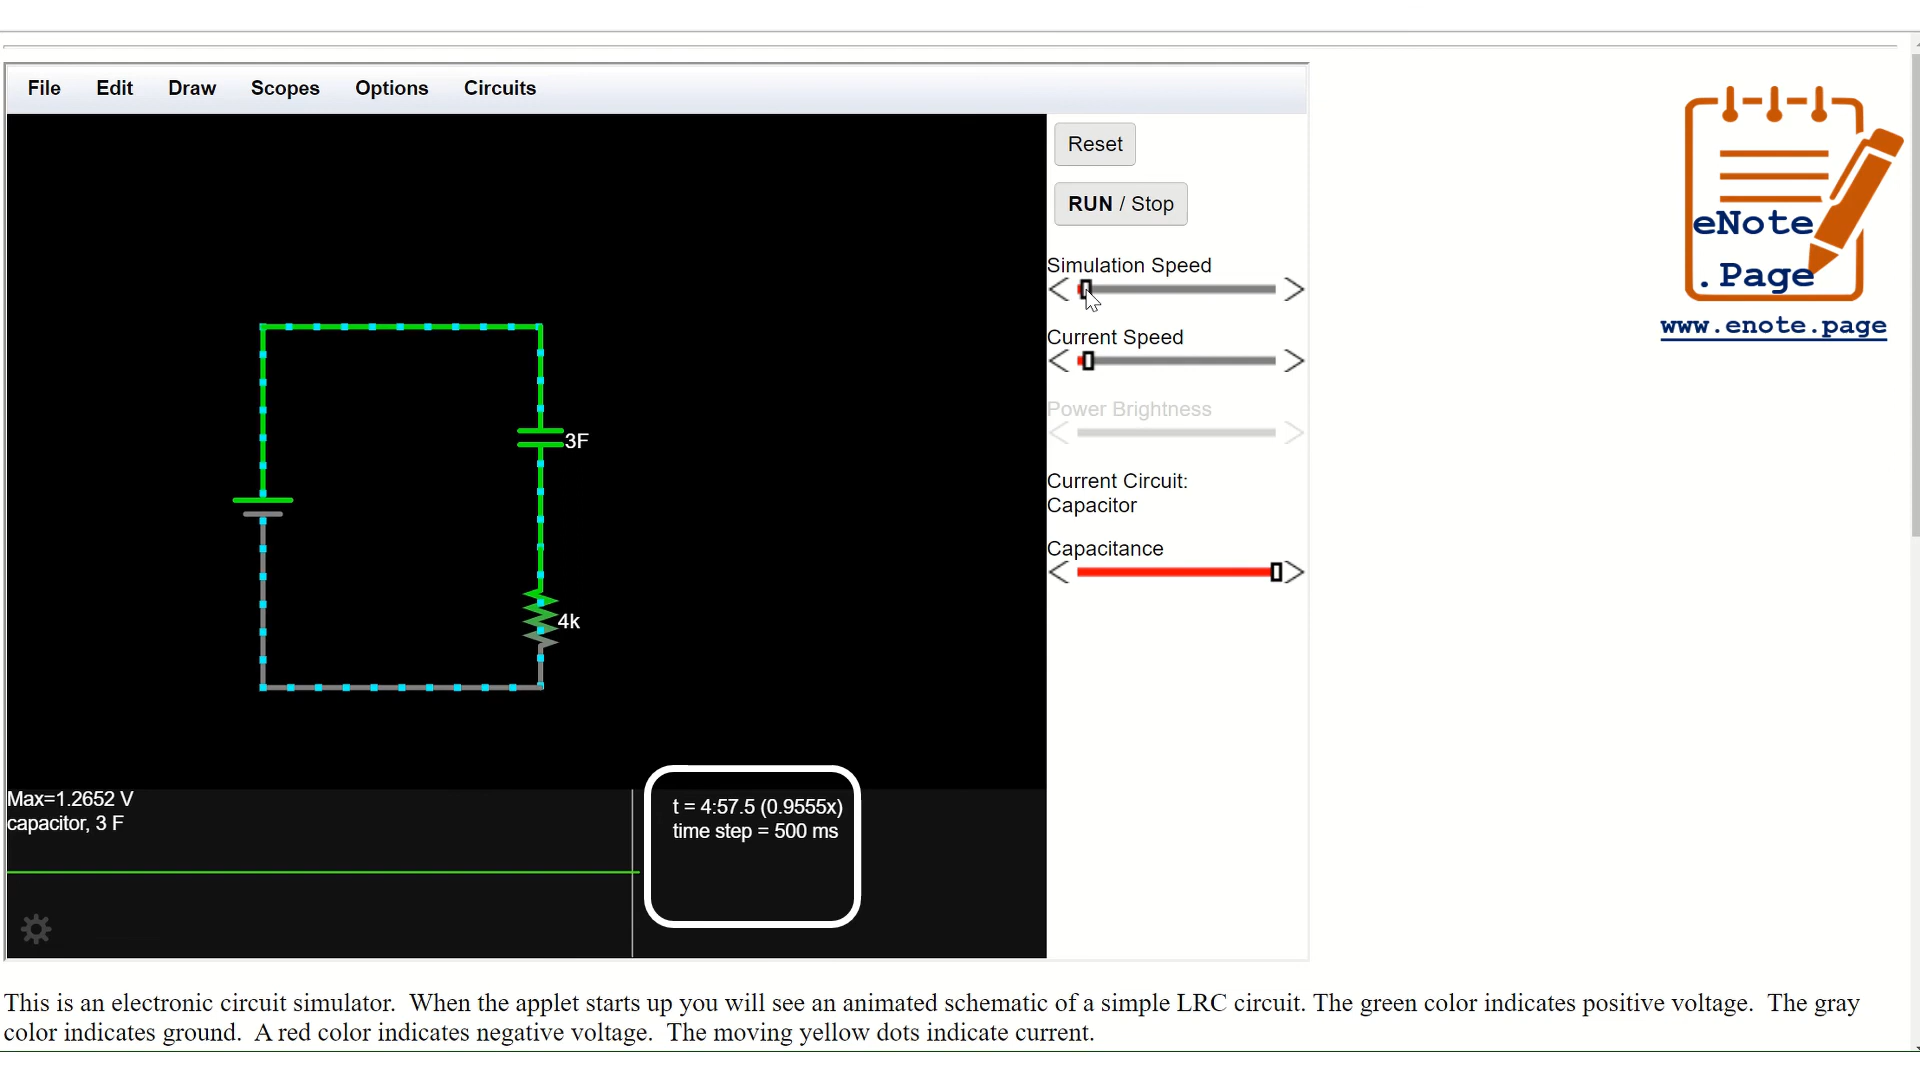 File Edit Draw Scopes Options Circuits
Reset
RUN / Stop
Simulation Speed
Current Speed
Power Brightness
Current Circuit:
Capacitor
Capacitance
3F
4k
Max=1.2652 V
capacitor, 3 F
t = 4:57.5 (0.9555x)
time step = 500 ms
eNote
.Page
www.enote.page
This is an electronic circuit simulator.  When the applet starts up you will see an animated schematic of a simple LRC circuit. The green color indicates positive voltage.  The gray
color indicates ground.  A red color indicates negative voltage.  The moving yellow dots indicate current.